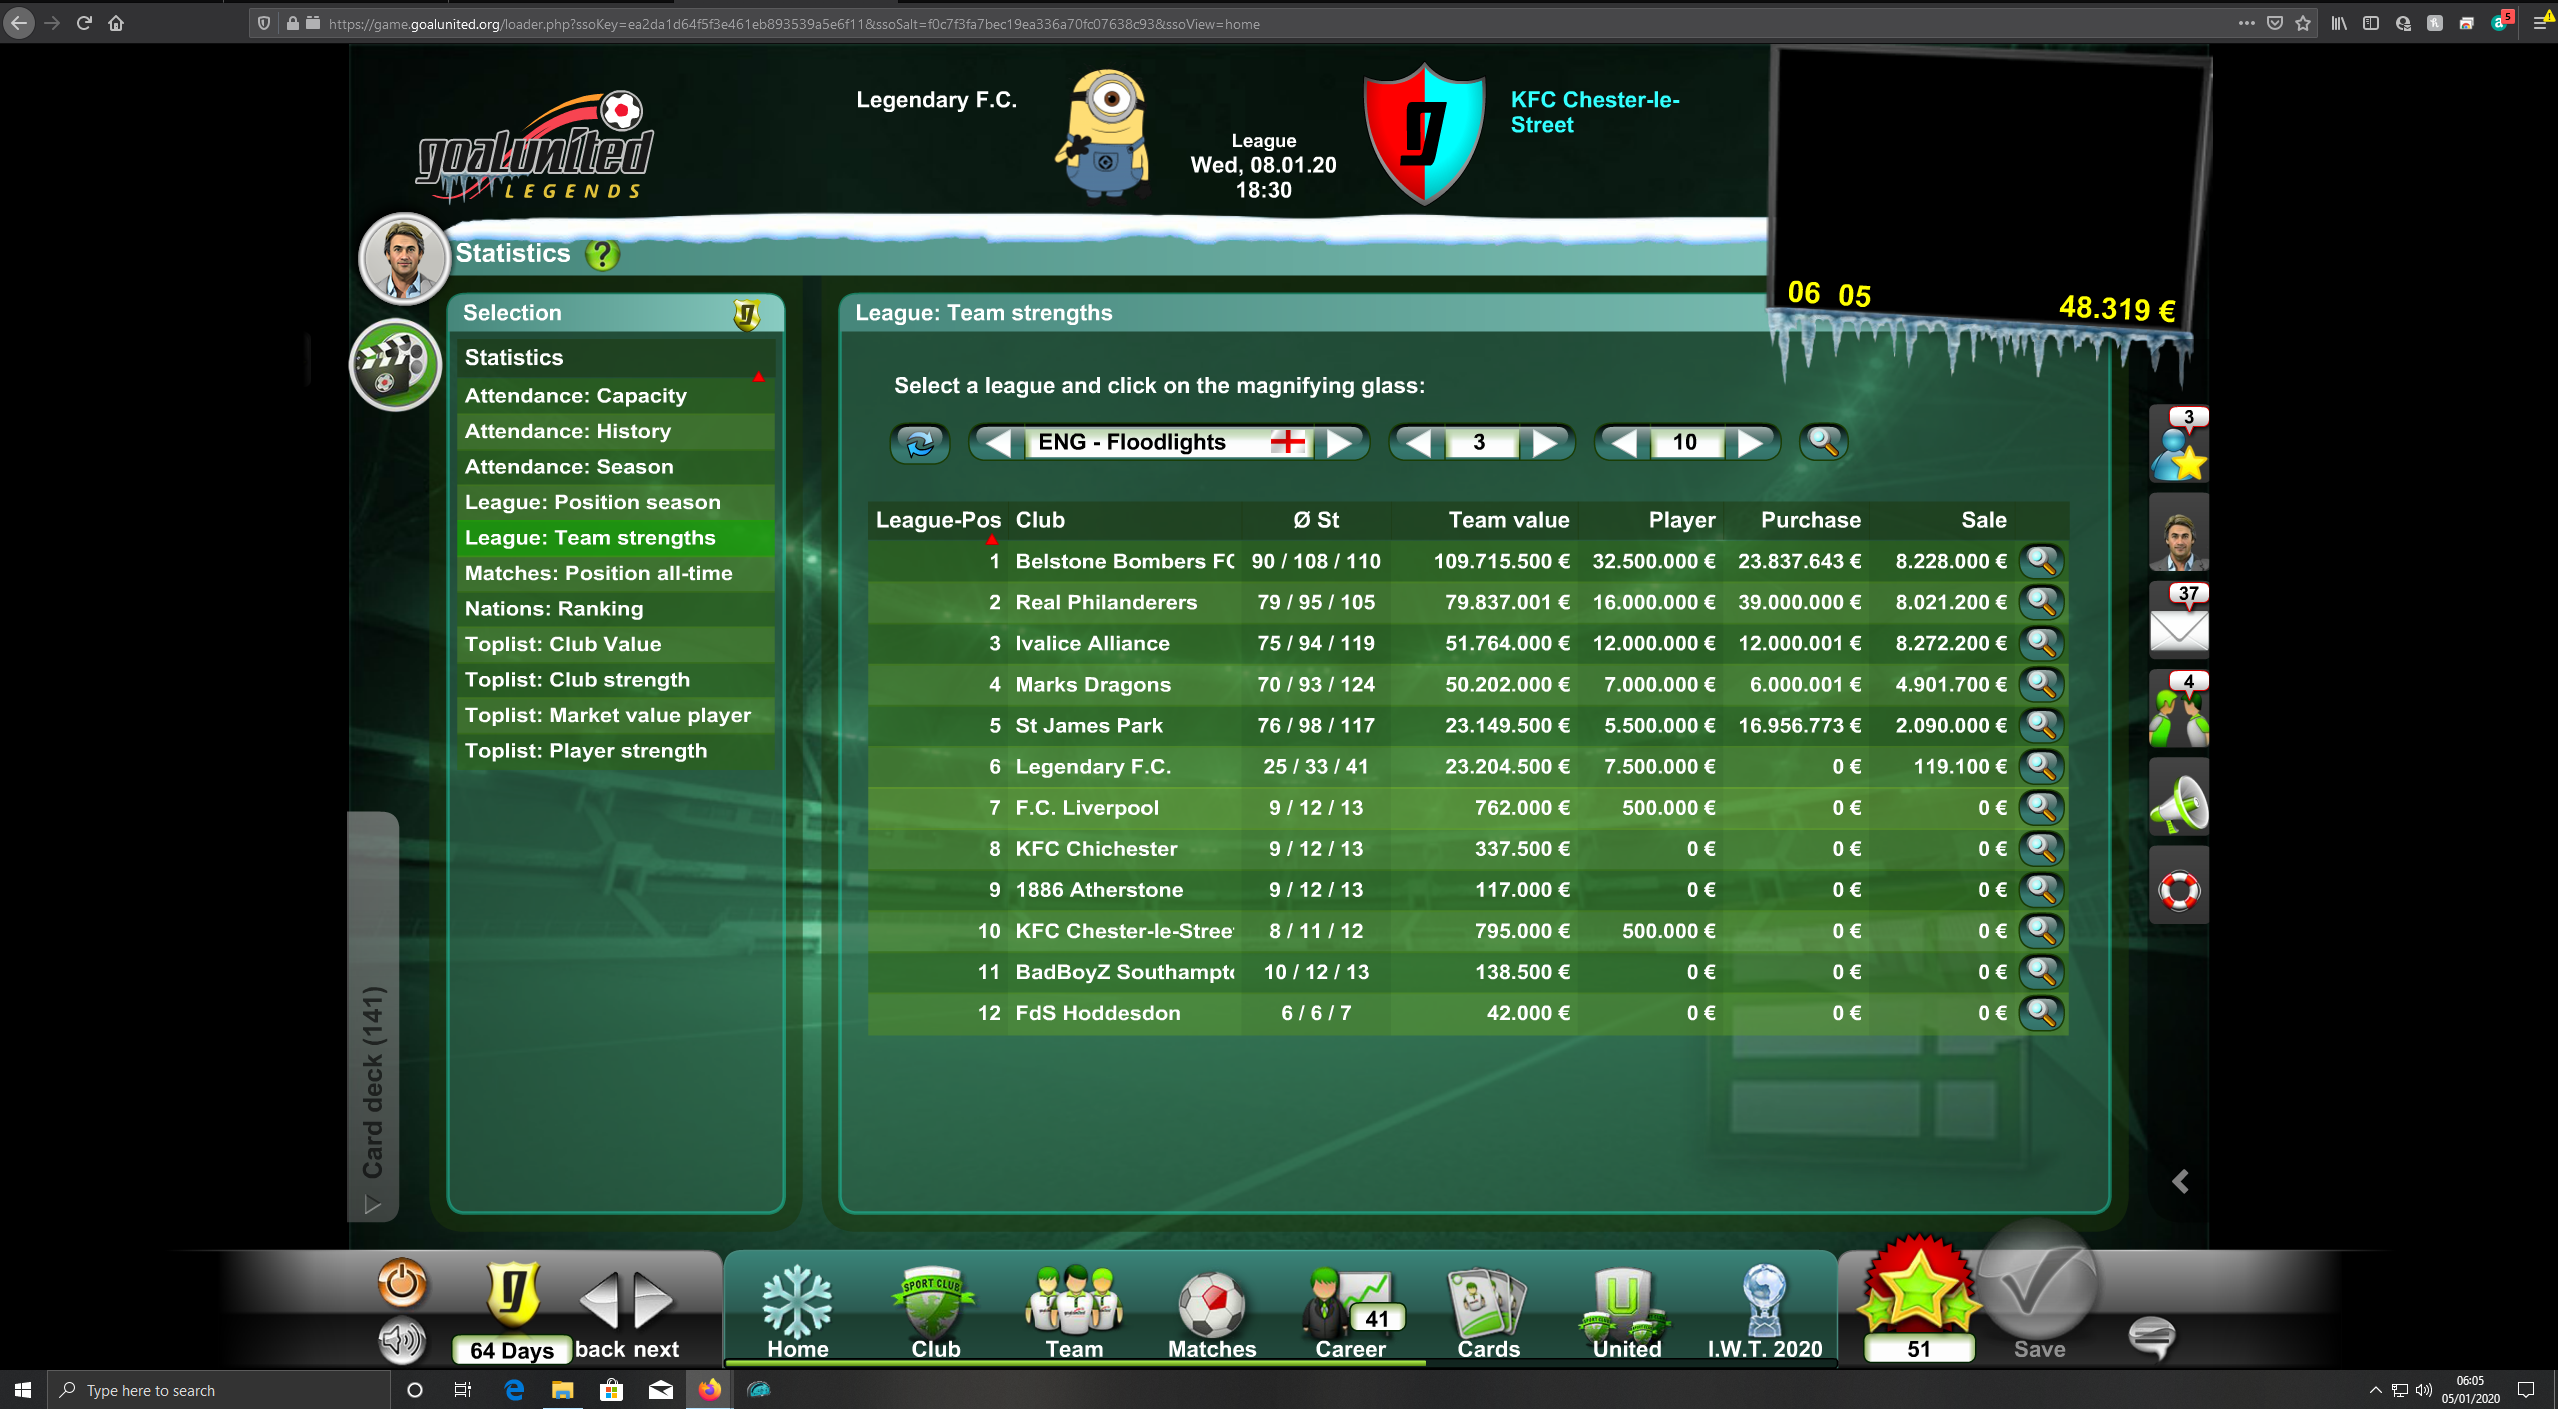 https://game.goalunited.org/loader.php?ssoKey=ea2da1d64f5f3e461eb893539a5e6f11&ssoSalt=f0c7f3fa7bec19ea336a70fc07638c93&ssoView=home
5
goalunited
LEGENDS
Legendary F.C.
League
Wed, 08.01.20
18:30
KFC Chester-le-
Street
06 05
48.319 €
Statistics ?
Selection
Statistics
Attendance: Capacity
Attendance: History
Attendance: Season
League: Position season
League: Team strengths
Matches: Position all-time
Nations: Ranking
Toplist: Club Value
Toplist: Club strength
Toplist: Market value player
Toplist: Player strength
League: Team strengths
Select a league and click on the magnifying glass:
ENG - Floodlights 3 10
League-Pos Club Ø St Team value Player Purchase Sale
1 Belstone Bombers FC 90 / 108 / 110 109.715.500 € 32.500.000 € 23.837.643 € 8.228.000 €
2 Real Philanderers 79 / 95 / 105 79.837.001 € 16.000.000 € 39.000.000 € 8.021.200 €
3 Ivalice Alliance 75 / 94 / 119 51.764.000 € 12.000.000 € 12.000.001 € 8.272.200 €
4 Marks Dragons 70 / 93 / 124 50.202.000 € 7.000.000 € 6.000.001 € 4.901.700 €
5 St James Park 76 / 98 / 117 23.149.500 € 5.500.000 € 16.956.773 € 2.090.000 €
6 Legendary F.C. 25 / 33 / 41 23.204.500 € 7.500.000 € 0 € 119.100 €
7 F.C. Liverpool 9 / 12 / 13 762.000 € 500.000 € 0 € 0 €
8 KFC Chichester 9 / 12 / 13 337.500 € 0 € 0 € 0 €
9 1886 Atherstone 9 / 12 / 13 117.000 € 0 € 0 € 0 €
10 KFC Chester-le-Stree 8 / 11 / 12 795.000 € 500.000 € 0 € 0 €
11 BadBoyZ Southampt 10 / 12 / 13 138.500 € 0 € 0 € 0 €
12 FdS Hoddesdon 6 / 6 / 7 42.000 € 0 € 0 € 0 €
3
37
4
Card deck (141)
64 Days
back next
Home
SPORT CLUB
Club
Team
Matches
41
Career
Cards
U
United
I.W.T. 2020
51
Save
Type here to search
06:05
05/01/2020